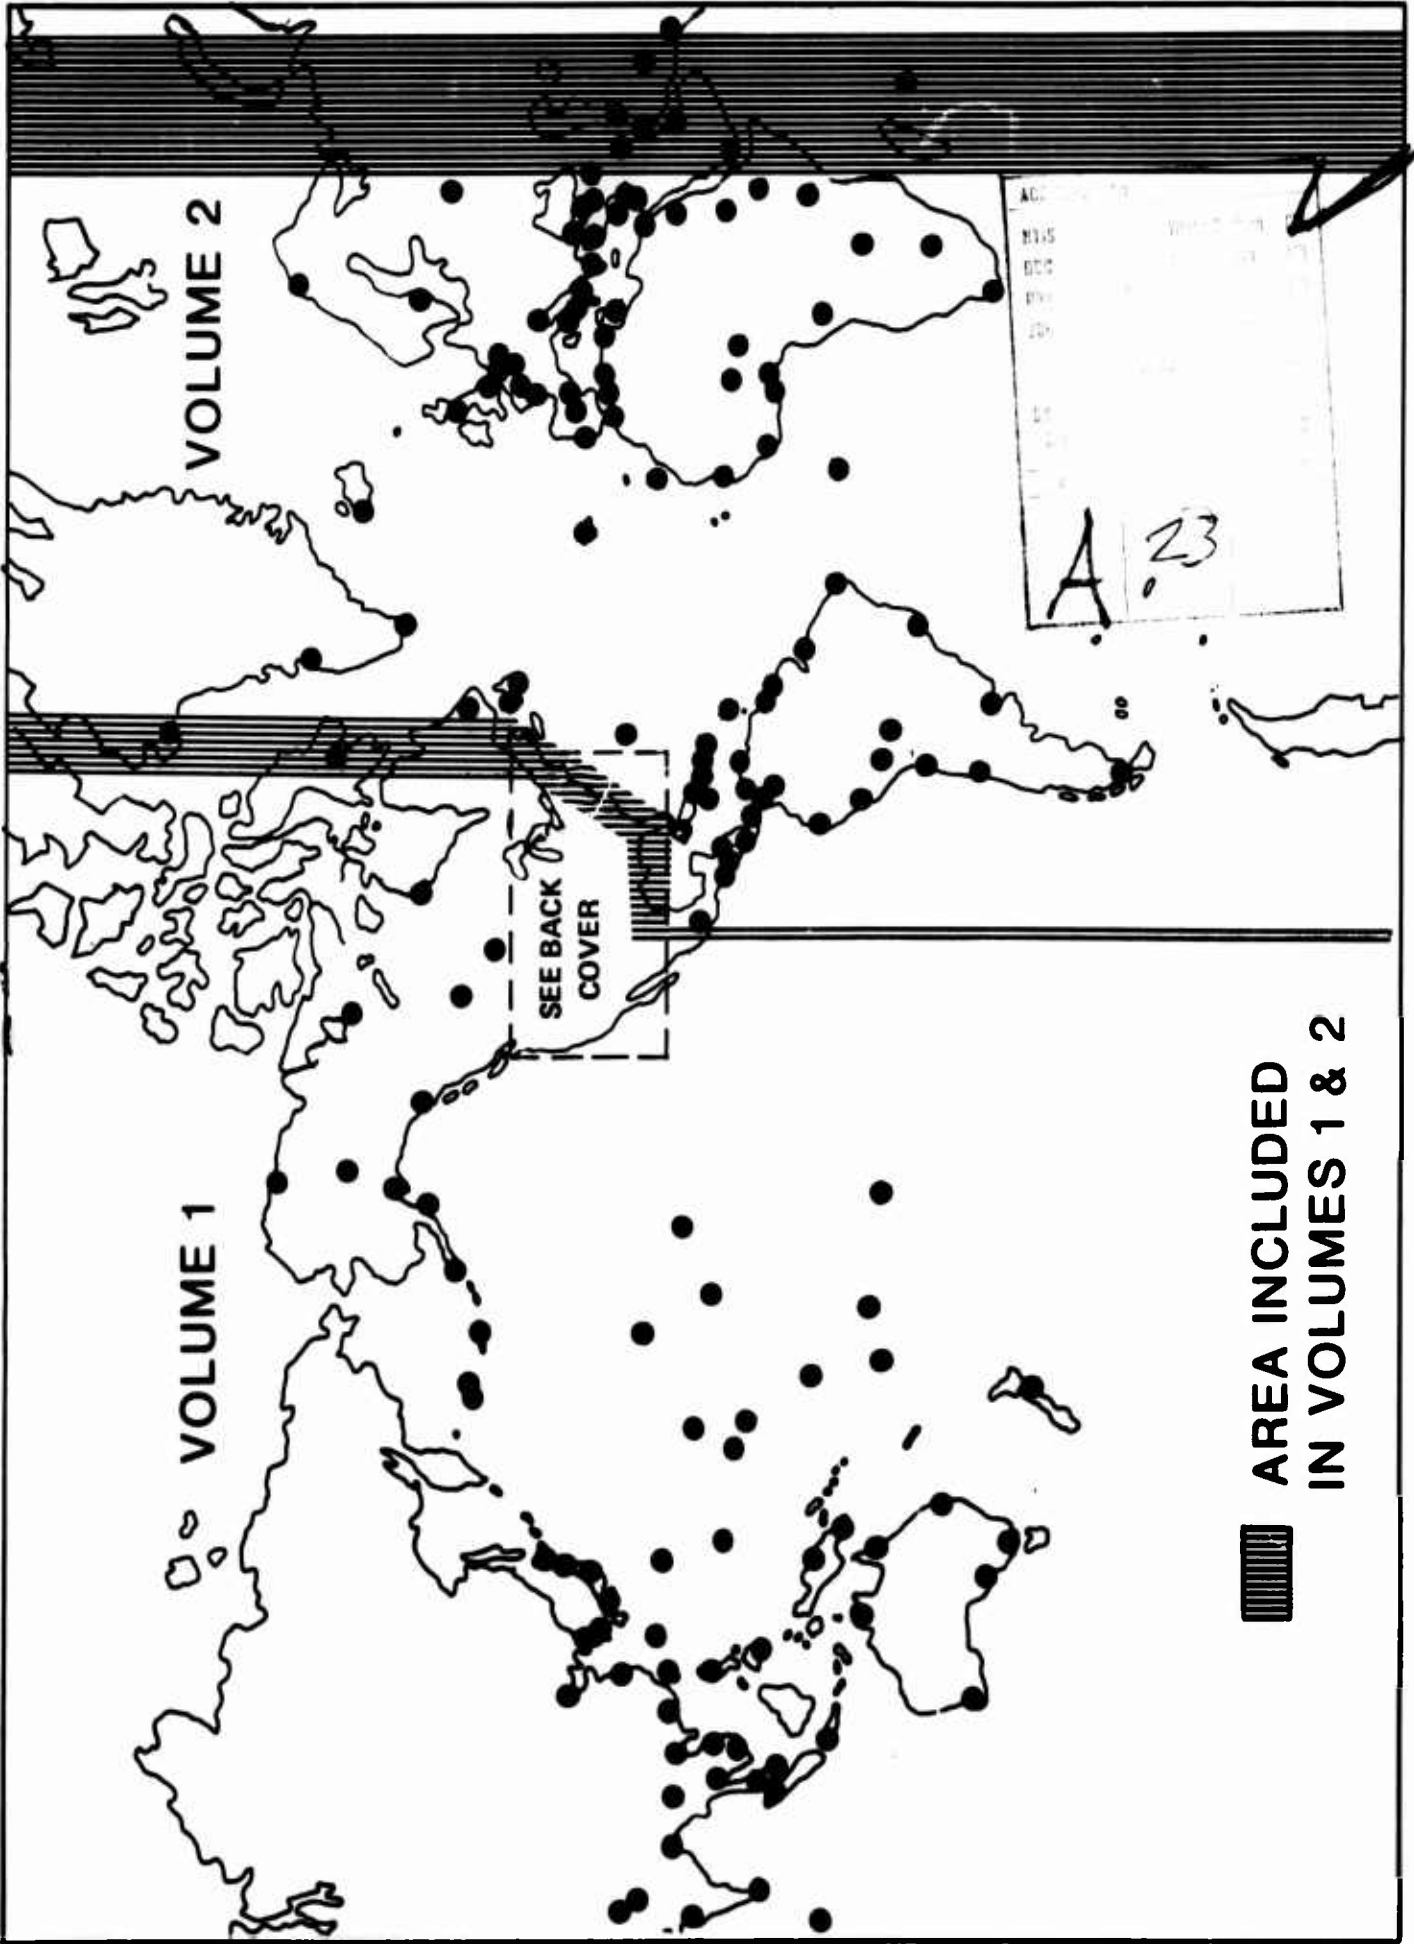 VOLUME 1
VOLUME 2
SEE BACK
COVER
AREA INCLUDED
IN VOLUMES 1 & 2
A
23